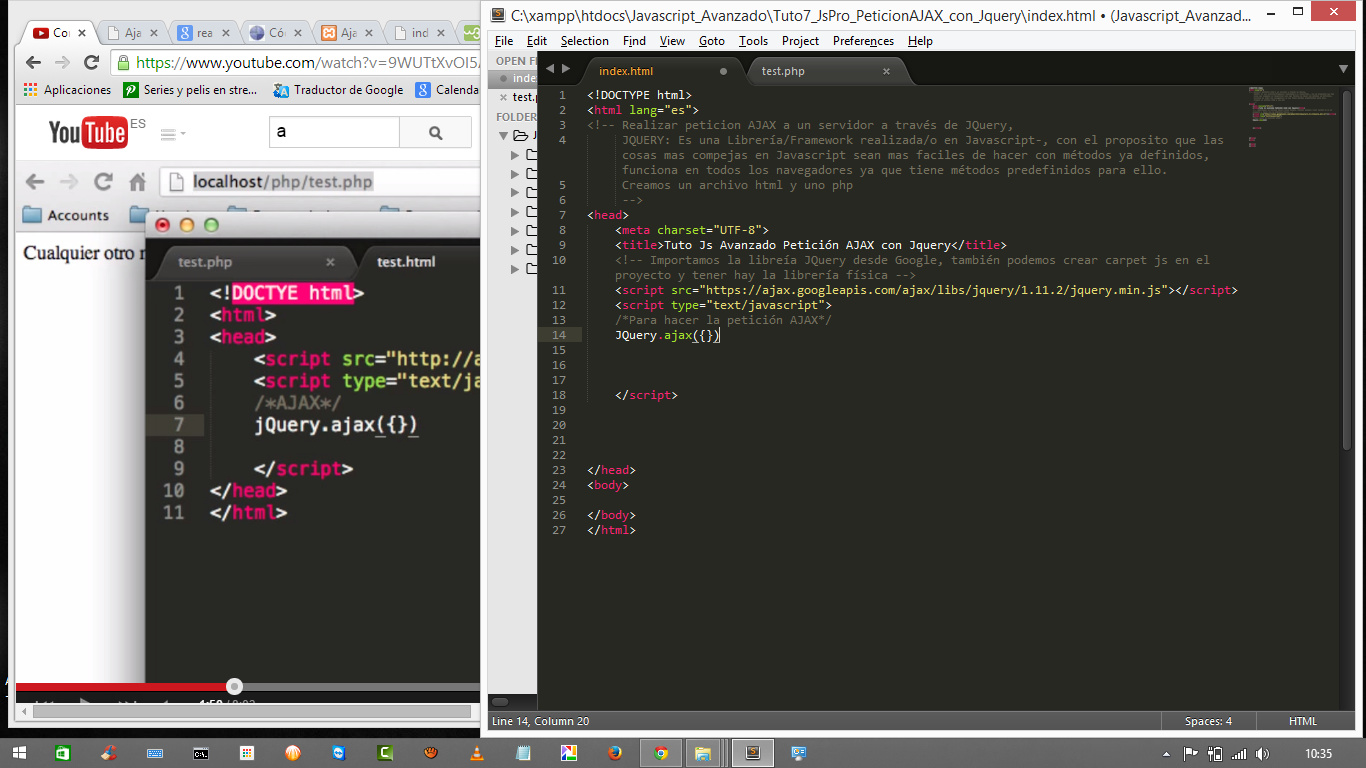 Co
Aja
rea
Có
Aja
ind
https://www.youtube.com/watch?v=9WUTtXvOI5
Aplicaciones
Series y pelis en stre...
Traductor de Google
Calenda
You Tube ES
a
localhost/php/test.php
Accounts
Cualquier otro
test.php
test.html
1 <!DOCTYE html>
2 <html>
3 <head>
4 <script src="http://a
5 <script type="text/ja
6 /*AJAX*/
7 jQuery.ajax({})
8
9 </script>
10 </head>
11 </html>
C:\xampp\htdocs\Javascript_Avanzado\Tuto7_JsPro_PeticionAJAX_con_Jquery\index.html • (Javascript_Avanzad...
File Edit Selection Find View Goto Tools Project Preferences Help
OPEN FI
inde
test.p
FOLDER
J
index.html
test.php
1 <!DOCTYPE html>
2 <html lang="es">
3 <!-- Realizar peticion AJAX a un servidor a través de JQuery,
4 JQUERY: Es una Librería/Framework realizada/o en Javascript-, con el proposito que las
cosas mas compejas en Javascript sean mas faciles de hacer con métodos ya definidos,
funciona en todos los navegadores ya que tiene métodos predefinidos para ello.
5 Creamos un archivo html y uno php
6 -->
7 <head>
8 <meta charset="UTF-8">
9 <title>Tuto Js Avanzado Petición AJAX con Jquery</title>
10 <!-- Importamos la libreía JQuery desde Google, también podemos crear carpet js en el
proyecto y tener hay la librería física -->
11 <script src="https://ajax.googleapis.com/ajax/libs/jquery/1.11.2/jquery.min.js"></script>
12 <script type="text/javascript">
13 /*Para hacer la petición AJAX*/
14 JQuery.ajax({})
15
16
17
18 </script>
19
20
21
22
23 </head>
24 <body>
25
26 </body>
27 </html>
Line 14, Column 20
Spaces: 4
HTML
10:35